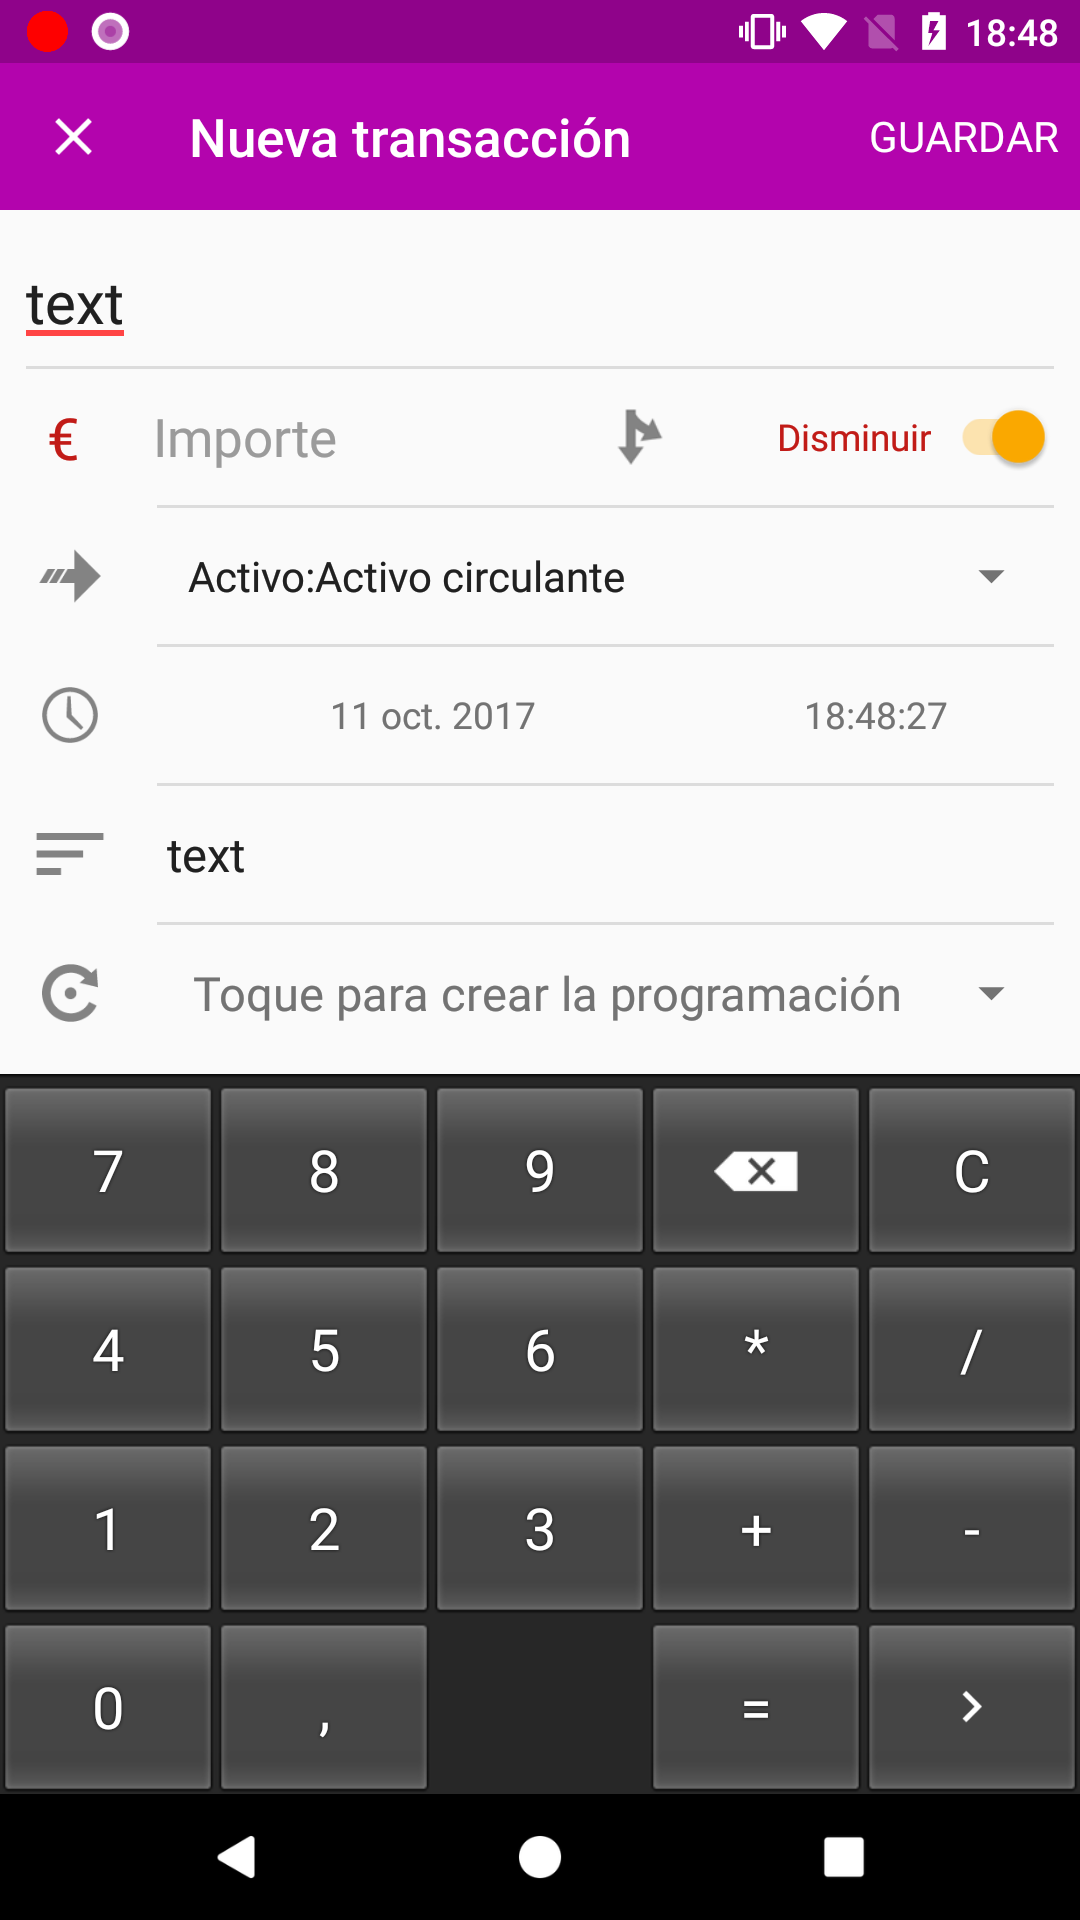 18:48
Nueva transacción GUARDAR
text
€ Importe Disminuir
Activo:Activo circulante
11 oct. 2017 18:48:27
text
Toque para crear la programación
7 8 9 C
4 5 6 * /
1 2 3 + -
0 , = >